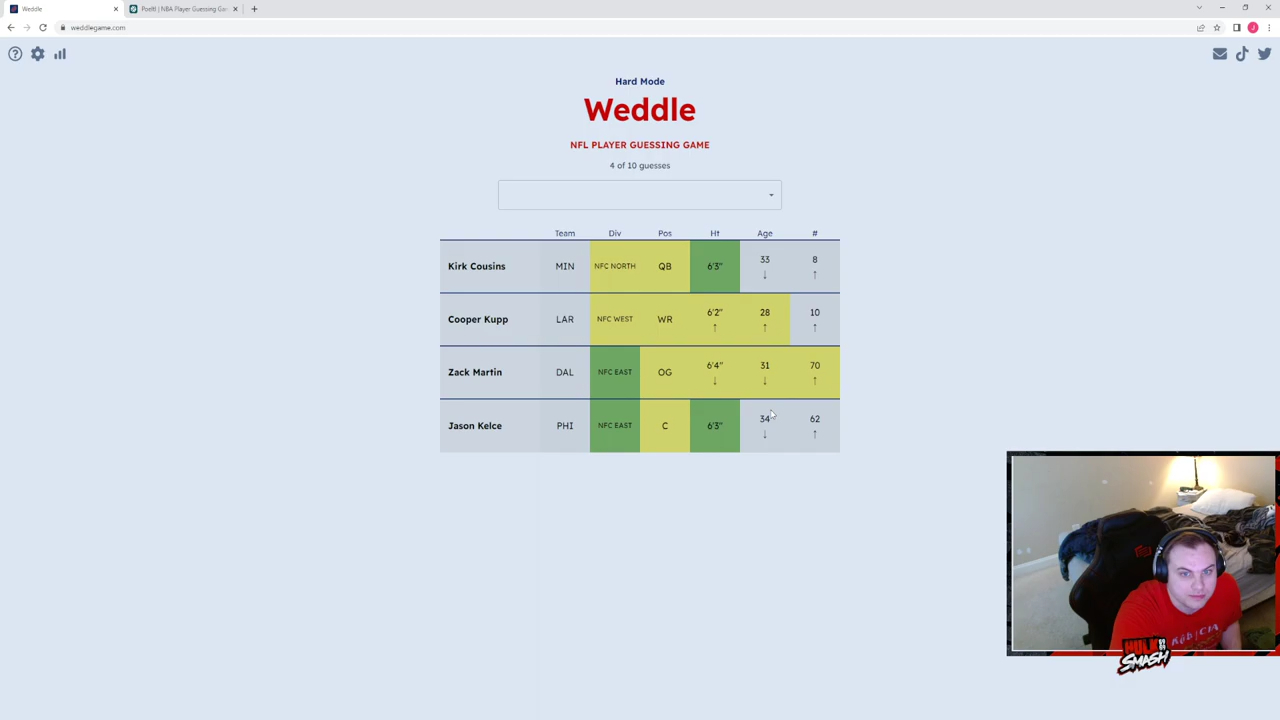 Weddle
Poeltl | NBA Player Guessing Ga
weddlegame.com
Hard Mode
Weddle
NFL PLAYER GUESSING GAME
4 of 10 guesses
Team Div Pos Ht Age #
Kirk Cousins MIN NFC NORTH QB 6'3" 33 ↓ 8 ↑
Cooper Kupp LAR NFC WEST WR 6'2" ↑ 28 ↑ 10 ↑
Zack Martin DAL NFC EAST OG 6'4" ↓ 31 ↓ 70 ↑
Jason Kelce PHI NFC EAST C 6'3" 34 ↓ 62 ↑
HULK
SMASH